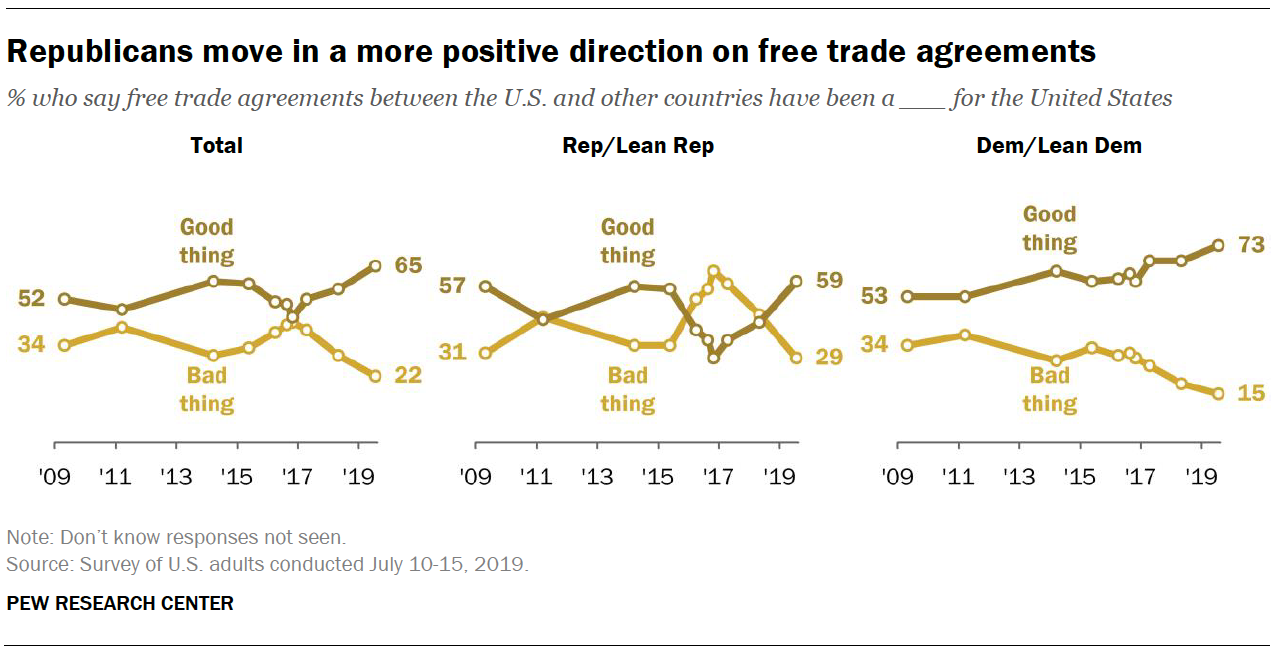 Republicans move in a more positive direction on free trade agreements
% who say free trade agreements between the U.S. and other countries have been a ___ for the United States
Total
Good
thing
52
65
34
22
Bad
thing
'09 '11 '13 '15 '17 '19
Rep/Lean Rep
Good
thing
57
59
31
29
Bad
thing
'09 '11 '13 '15 '17 '19
Dem/Lean Dem
Good
thing
73
53
34
Bad
thing
15
'09 '11 '13 '15 '17 '19
Note: Don’t know responses not seen.
Source: Survey of U.S. adults conducted July 10-15, 2019.
PEW RESEARCH CENTER